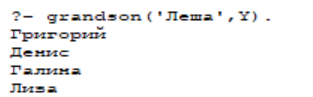 ?- grandson('Леша',Y).
Григорий
Денис
Галина
Лиза